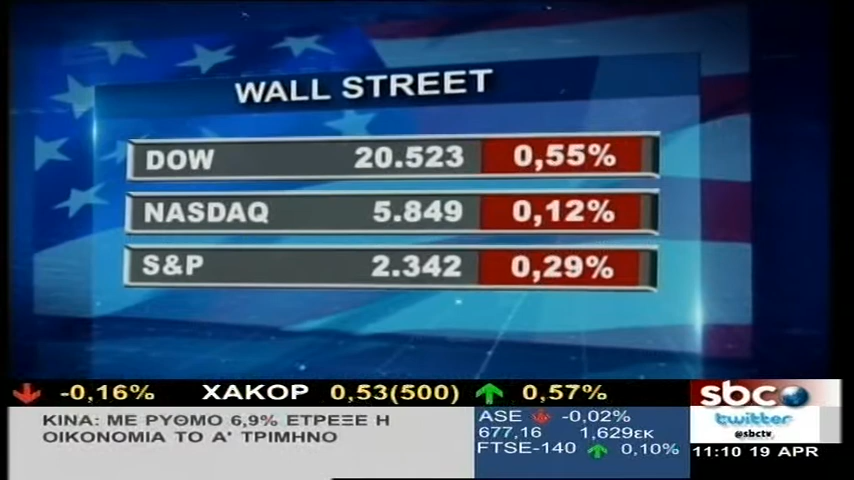 WALL STREET
DOW 20.523 0,55%
NASDAQ 5.849 0,12%
S&P 2.342 0,29%
-0,16% ΧΑΚΟΡ 0,53(500) 0,57%
ΚΙΝΑ: ΜΕ ΡΥΘΜΟ 6,9% ΕΤΡΕΞΕ Η
ΟΙΚΟΝΟΜΙΑ ΤΟ Α' ΤΡΙΜΗΝΟ
ASE -0,02%
677,16 1,629εκ
FTSE-140 0,10%
sbc
twitter
@sbctv
11:10 19 APR